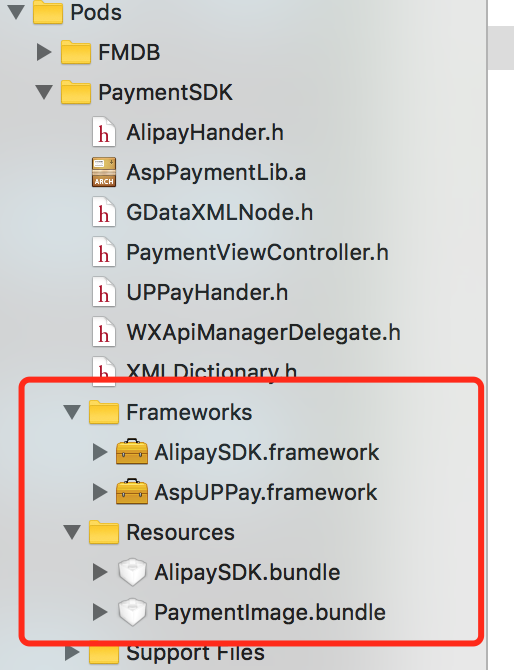 Pods
FMDB
PaymentSDK
h AlipayHander.h
ARCH AspPaymentLib.a
h GDataXMLNode.h
h PaymentViewController.h
h UPPayHander.h
h WXApiManagerDelegate.h
h XMLDictionary.h
Frameworks
AlipaySDK.framework
AspUPPay.framework
Resources
AlipaySDK.bundle
PaymentImage.bundle
Support Files